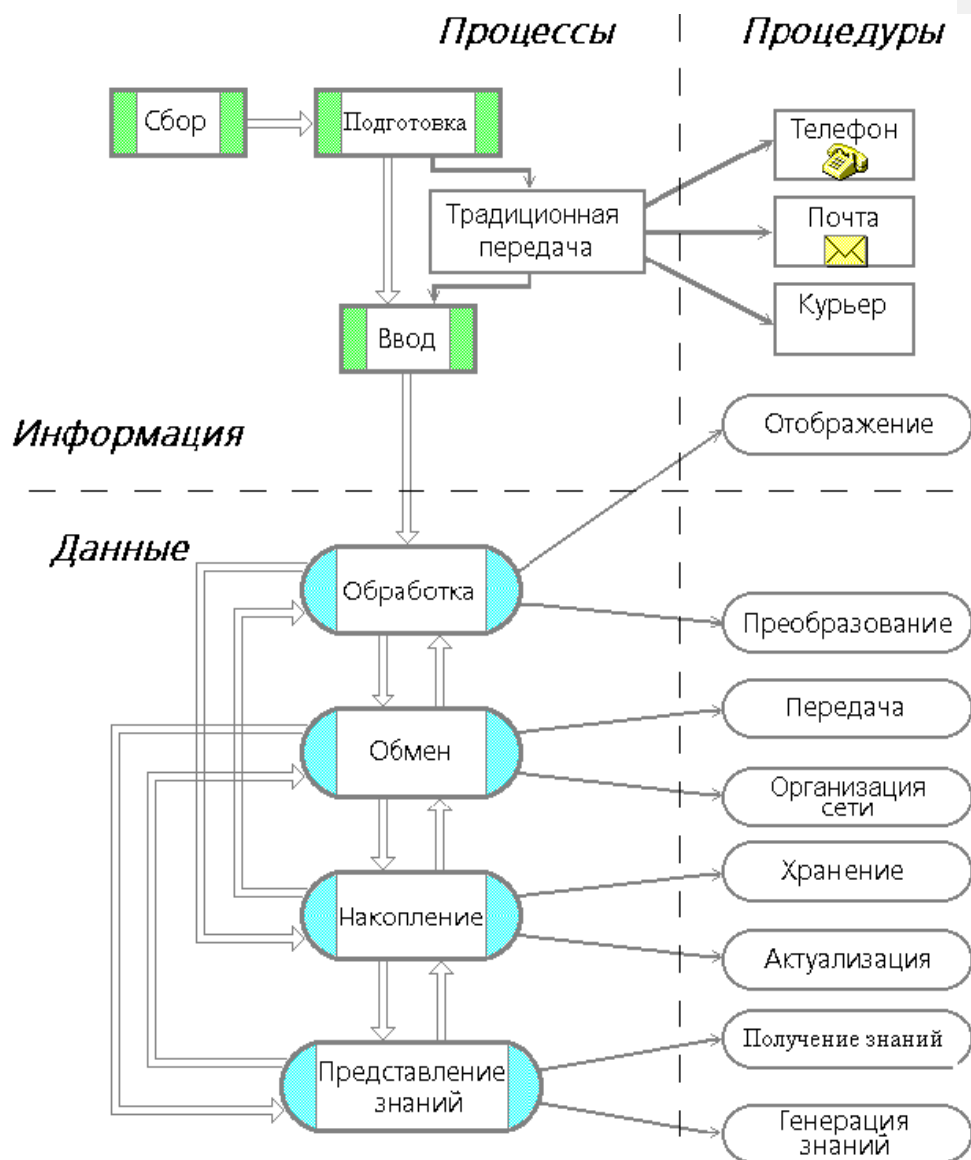 Процессы
Процедуры
Сбор
Подготовка
Телефон
Традиционная
передача
Почта
Курьер
Ввод
Информация
Отображение
Данные
Обработка
Преобразование
Передача
Обмен
Организация
сети
Хранение
Накопление
Актуализация
Получение знаний
Представление
знаний
Генерация
знаний